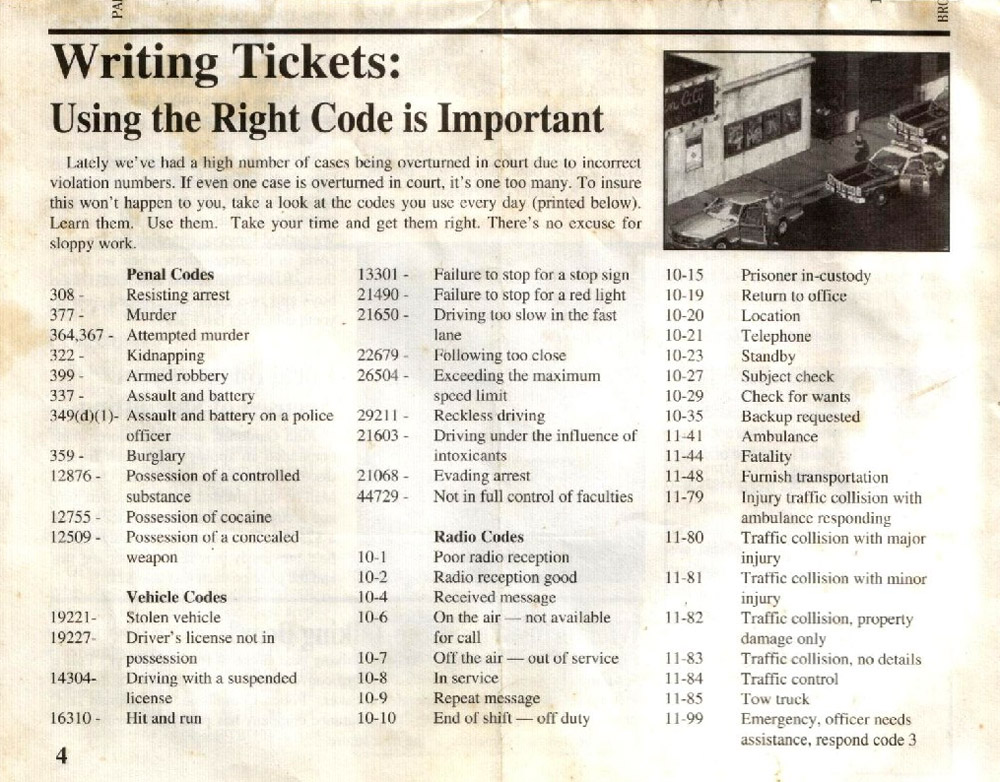 PA
BRO
Writing Tickets:
Using the Right Code is Important
Lately we've had a high number of cases being overturned in court due to incorrect
violation numbers. If even one case is overturned in court, it's one too many. To insure
this won't happen to you, take a look at the codes you use every day (printed below).
Learn them. Use them. Take your time and get them right. There's no excuse for
sloppy work.
Penal Codes
308 - Resisting arrest
377 - Murder
364,367 - Attempted murder
322 - Kidnapping
399 - Armed robbery
337 - Assault and battery
349(d)(1)- Assault and battery on a police
officer
359 - Burglary
12876 - Possession of a controlled
substance
12755 - Possession of cocaine
12509 - Possession of a concealed
weapon
Vehicle Codes
19221- Stolen vehicle
19227- Driver's license not in
possession
14304- Driving with a suspended
license
16310 - Hit and run
13301 - Failure to stop for a stop sign
21490 - Failure to stop for a red light
21650 - Driving too slow in the fast
lane
22679 - Following too close
26504 - Exceeding the maximum
speed limit
29211 - Reckless driving
21603 - Driving under the influence of
intoxicants
21068 - Evading arrest
44729 - Not in full control of faculties
Radio Codes
10-1 Poor radio reception
10-2 Radio reception good
10-4 Received message
10-6 On the air — not available
for call
10-7 Off the air — out of service
10-8 In service
10-9 Repeat message
10-10 End of shift — off duty
10-15 Prisoner in-custody
10-19 Return to office
10-20 Location
10-21 Telephone
10-23 Standby
10-27 Subject check
10-29 Check for wants
10-35 Backup requested
11-41 Ambulance
11-44 Fatality
11-48 Furnish transportation
11-79 Injury traffic collision with
ambulance responding
11-80 Traffic collision with major
injury
11-81 Traffic collision with minor
injury
11-82 Traffic collision, property
damage only
11-83 Traffic collision, no details
11-84 Traffic control
11-85 Tow truck
11-99 Emergency, officer needs
assistance, respond code 3
4